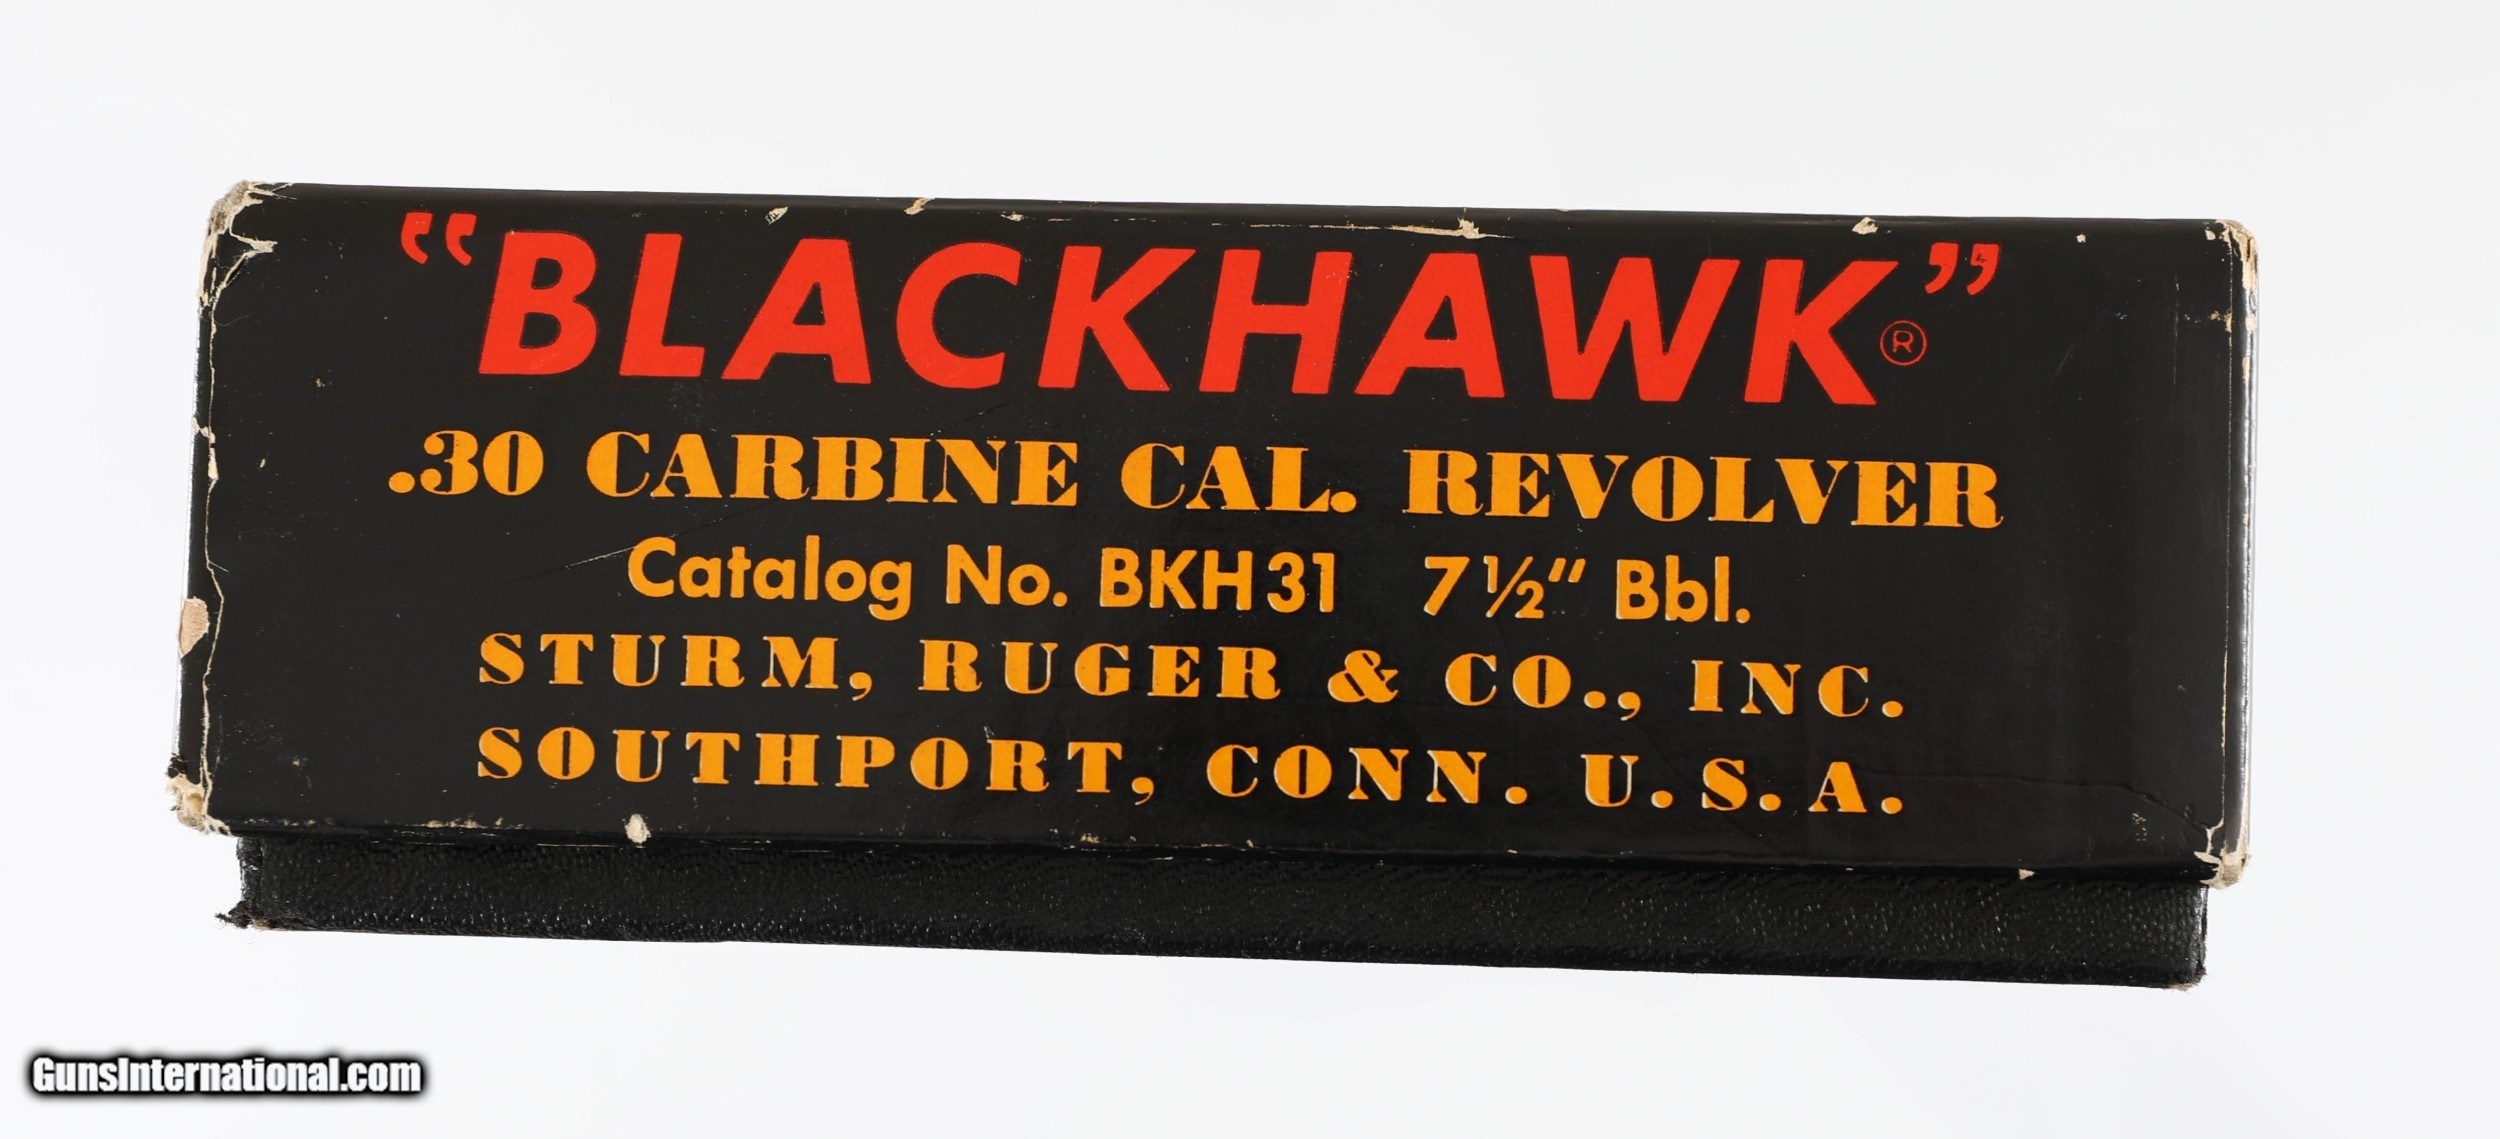 "BLACKHAWK"®
.30 CARBINE CAL. REVOLVER
Catalog No. BKH31 7½" Bbl.
STURM, RUGER & CO., INC.
SOUTHPORT, CONN. U.S.A.
GunsInternational.com